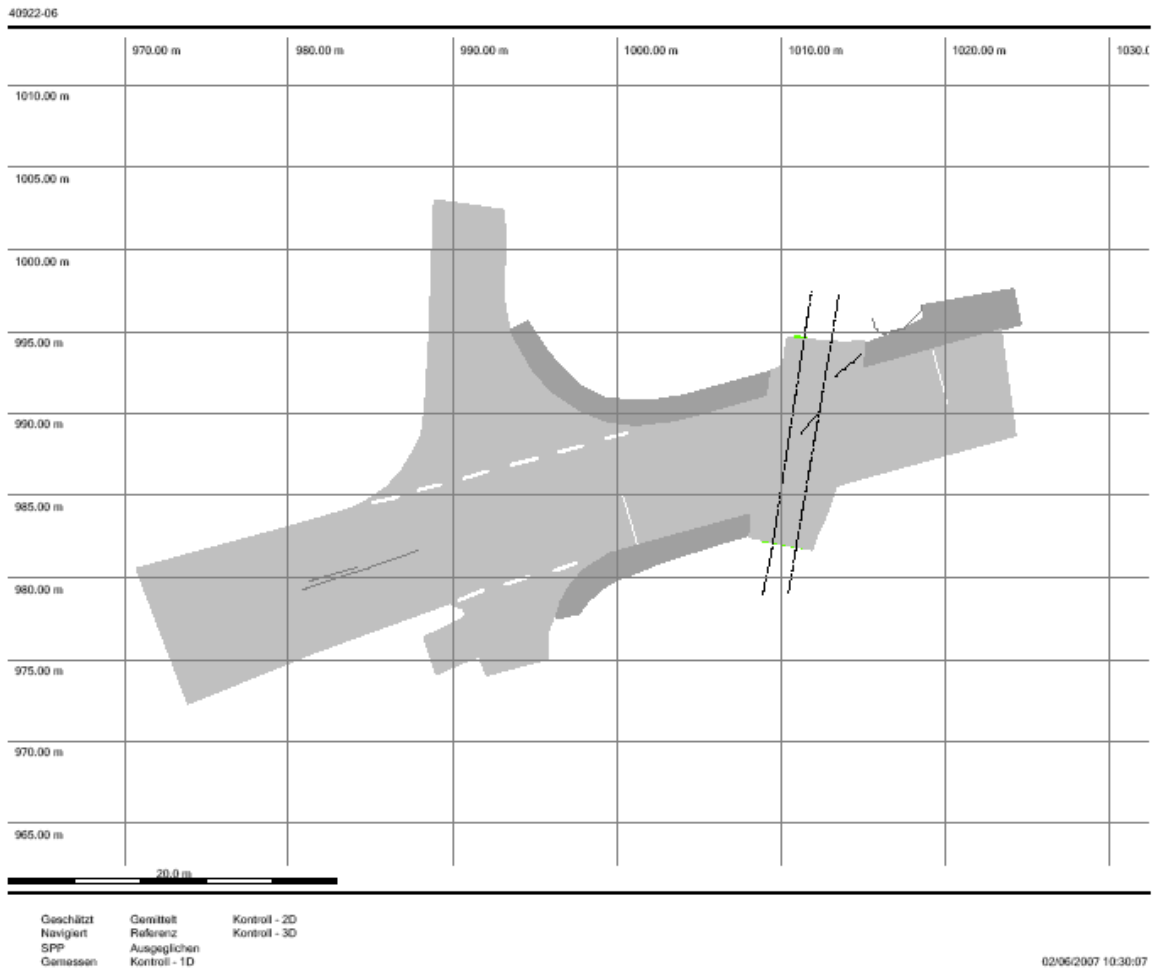 40922-06
970.00 m 980.00 m 990.00 m 1000.00 m 1010.00 m 1020.00 m 1030.0
1010.00 m
1005.00 m
1000.00 m
995.00 m
990.00 m
985.00 m
980.00 m
975.00 m
970.00 m
965.00 m
20.0 m
Geschätzt Gemittelt Kontroll - 2D
Navigiert Referenz Kontroll - 3D
SPP Ausgeglichen
Gemessen Kontroll - 1D
02/06/2007 10:30:07